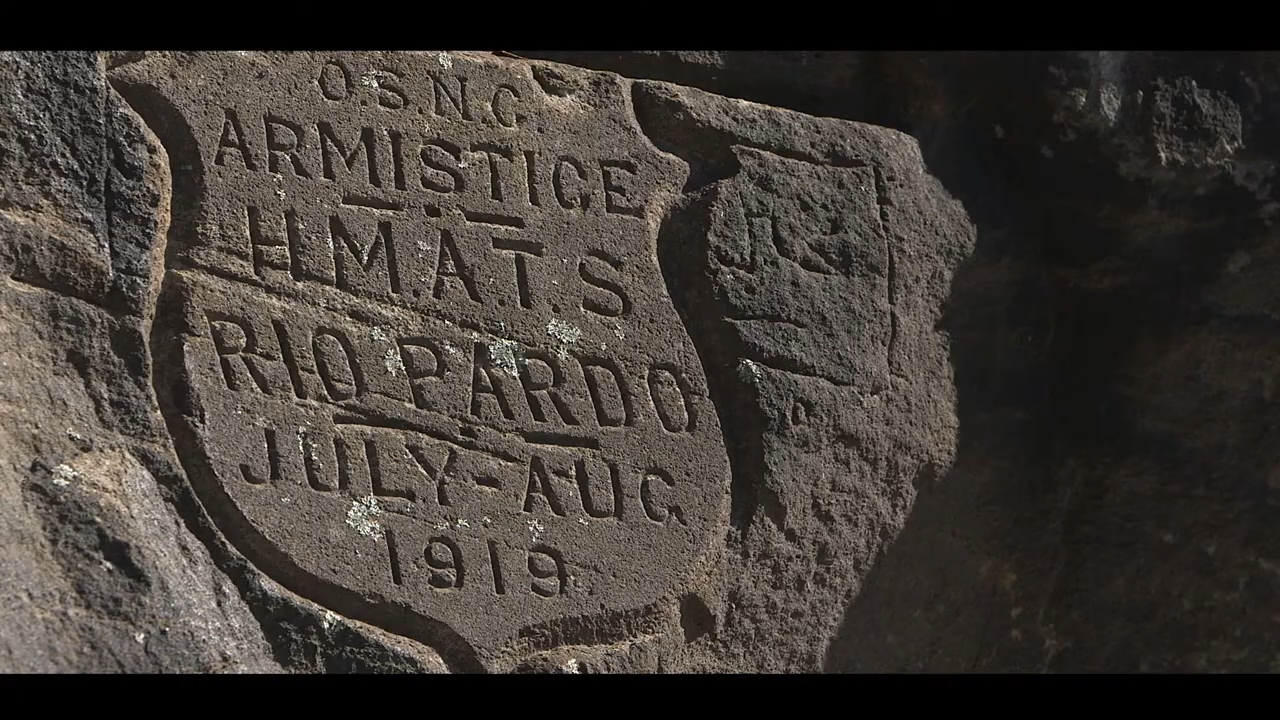 O.S.N.C
ARMISTICE
H.M.A.T.S
RIO PARDO
JULY-AUG
1919